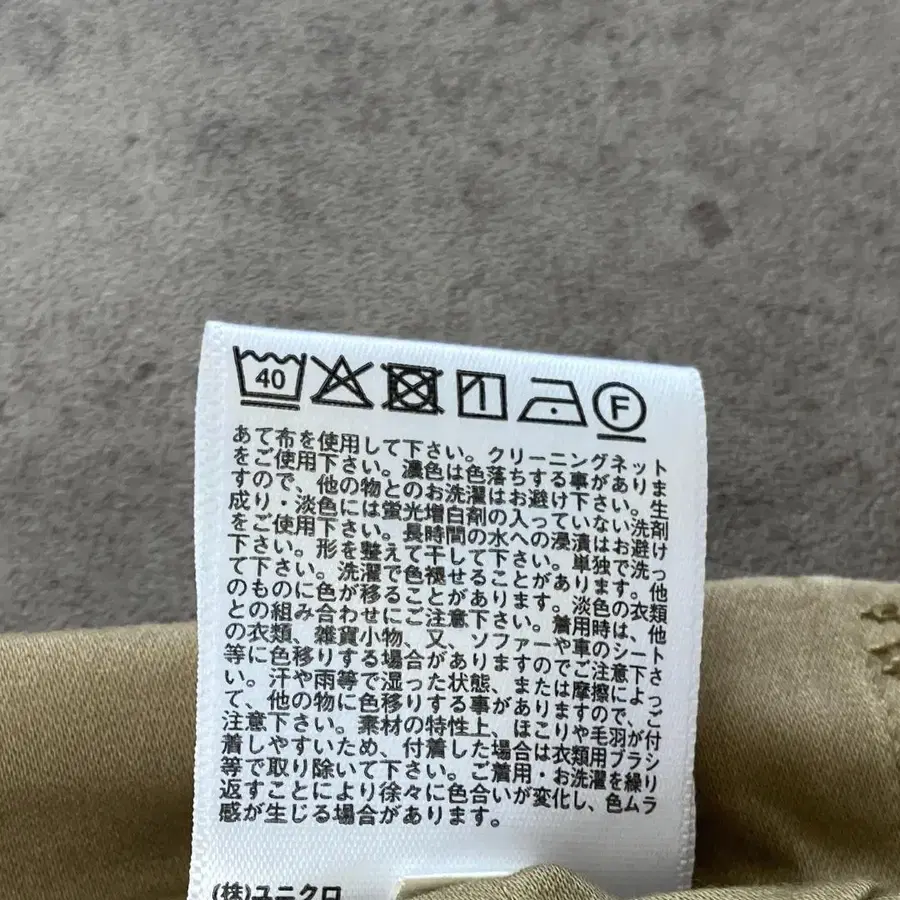 40
F
あて布を使用して下さい。クリーニングネット
をご使用下さい。濃色は色落ちする事がありま
すので、他の物とのお洗濯はお避け下さい。生
成り・淡色には蛍光増白剤の入っていない洗剤
をご使用下さい。長時間の水への浸漬はお避け
下さい。形を整えて干して下さい。単独で洗っ
て下さい。洗濯で色褪せることがあります。他
のものに色が移ることがあります。淡色の衣類
との組み合わせにご注意下さい。着用時は、他
の衣類、雑貨小物、又、ソファーや車のシート
等に色移りする場合がありますのでご注意下さ
い。汗や雨等で湿った状態、または摩擦によっ
て、他の物に色移りする事がありますので、ご
注意下さい。素材の特性上、ほこりや毛羽が付
着しやすいため、付着した場合は衣類用ブラシ
等で取り除いて下さい。ご着用・お洗濯を繰り
返すことにより徐々に色合いが変化し、色ムラ
感が生じる場合があります。
(株)ユニクロ